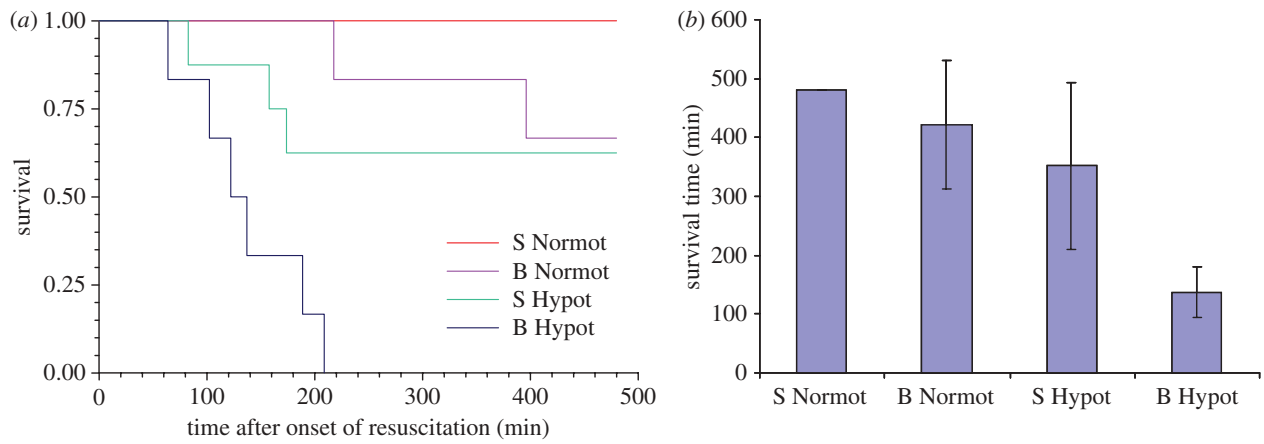 (a)
1.00
0.75
0.50
0.25
0.00
survival
0
100
200
300
400
500
time after onset of resuscitation (min)
S Normot
B Normot
S Hypot
B Hypot
(b)
600
500
400
300
200
100
0
survival time (min)
S Normot
B Normot
S Hypot
B Hypot